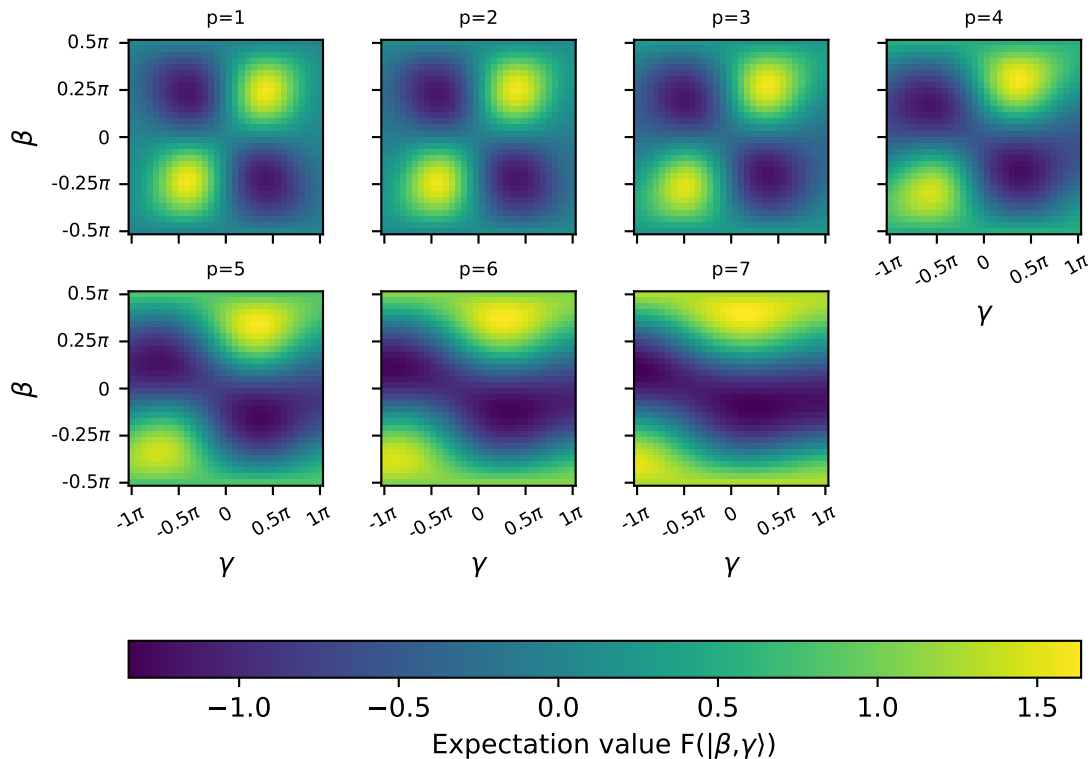 p=1
p=2
p=3
p=4
0.5π
0.25π
0
-0.25π
-0.5π
β
-1π
-0.5π
0
0.5π
1π
γ
p=5
p=6
p=7
0.5π
0.25π
0
-0.25π
-0.5π
β
-1π
-0.5π
0
0.5π
1π
-1π
-0.5π
0
0.5π
1π
-1π
-0.5π
0
0.5π
1π
γ
γ
γ
−1.0
−0.5
0.0
0.5
1.0
1.5
Expectation value F(|β,γ⟩)